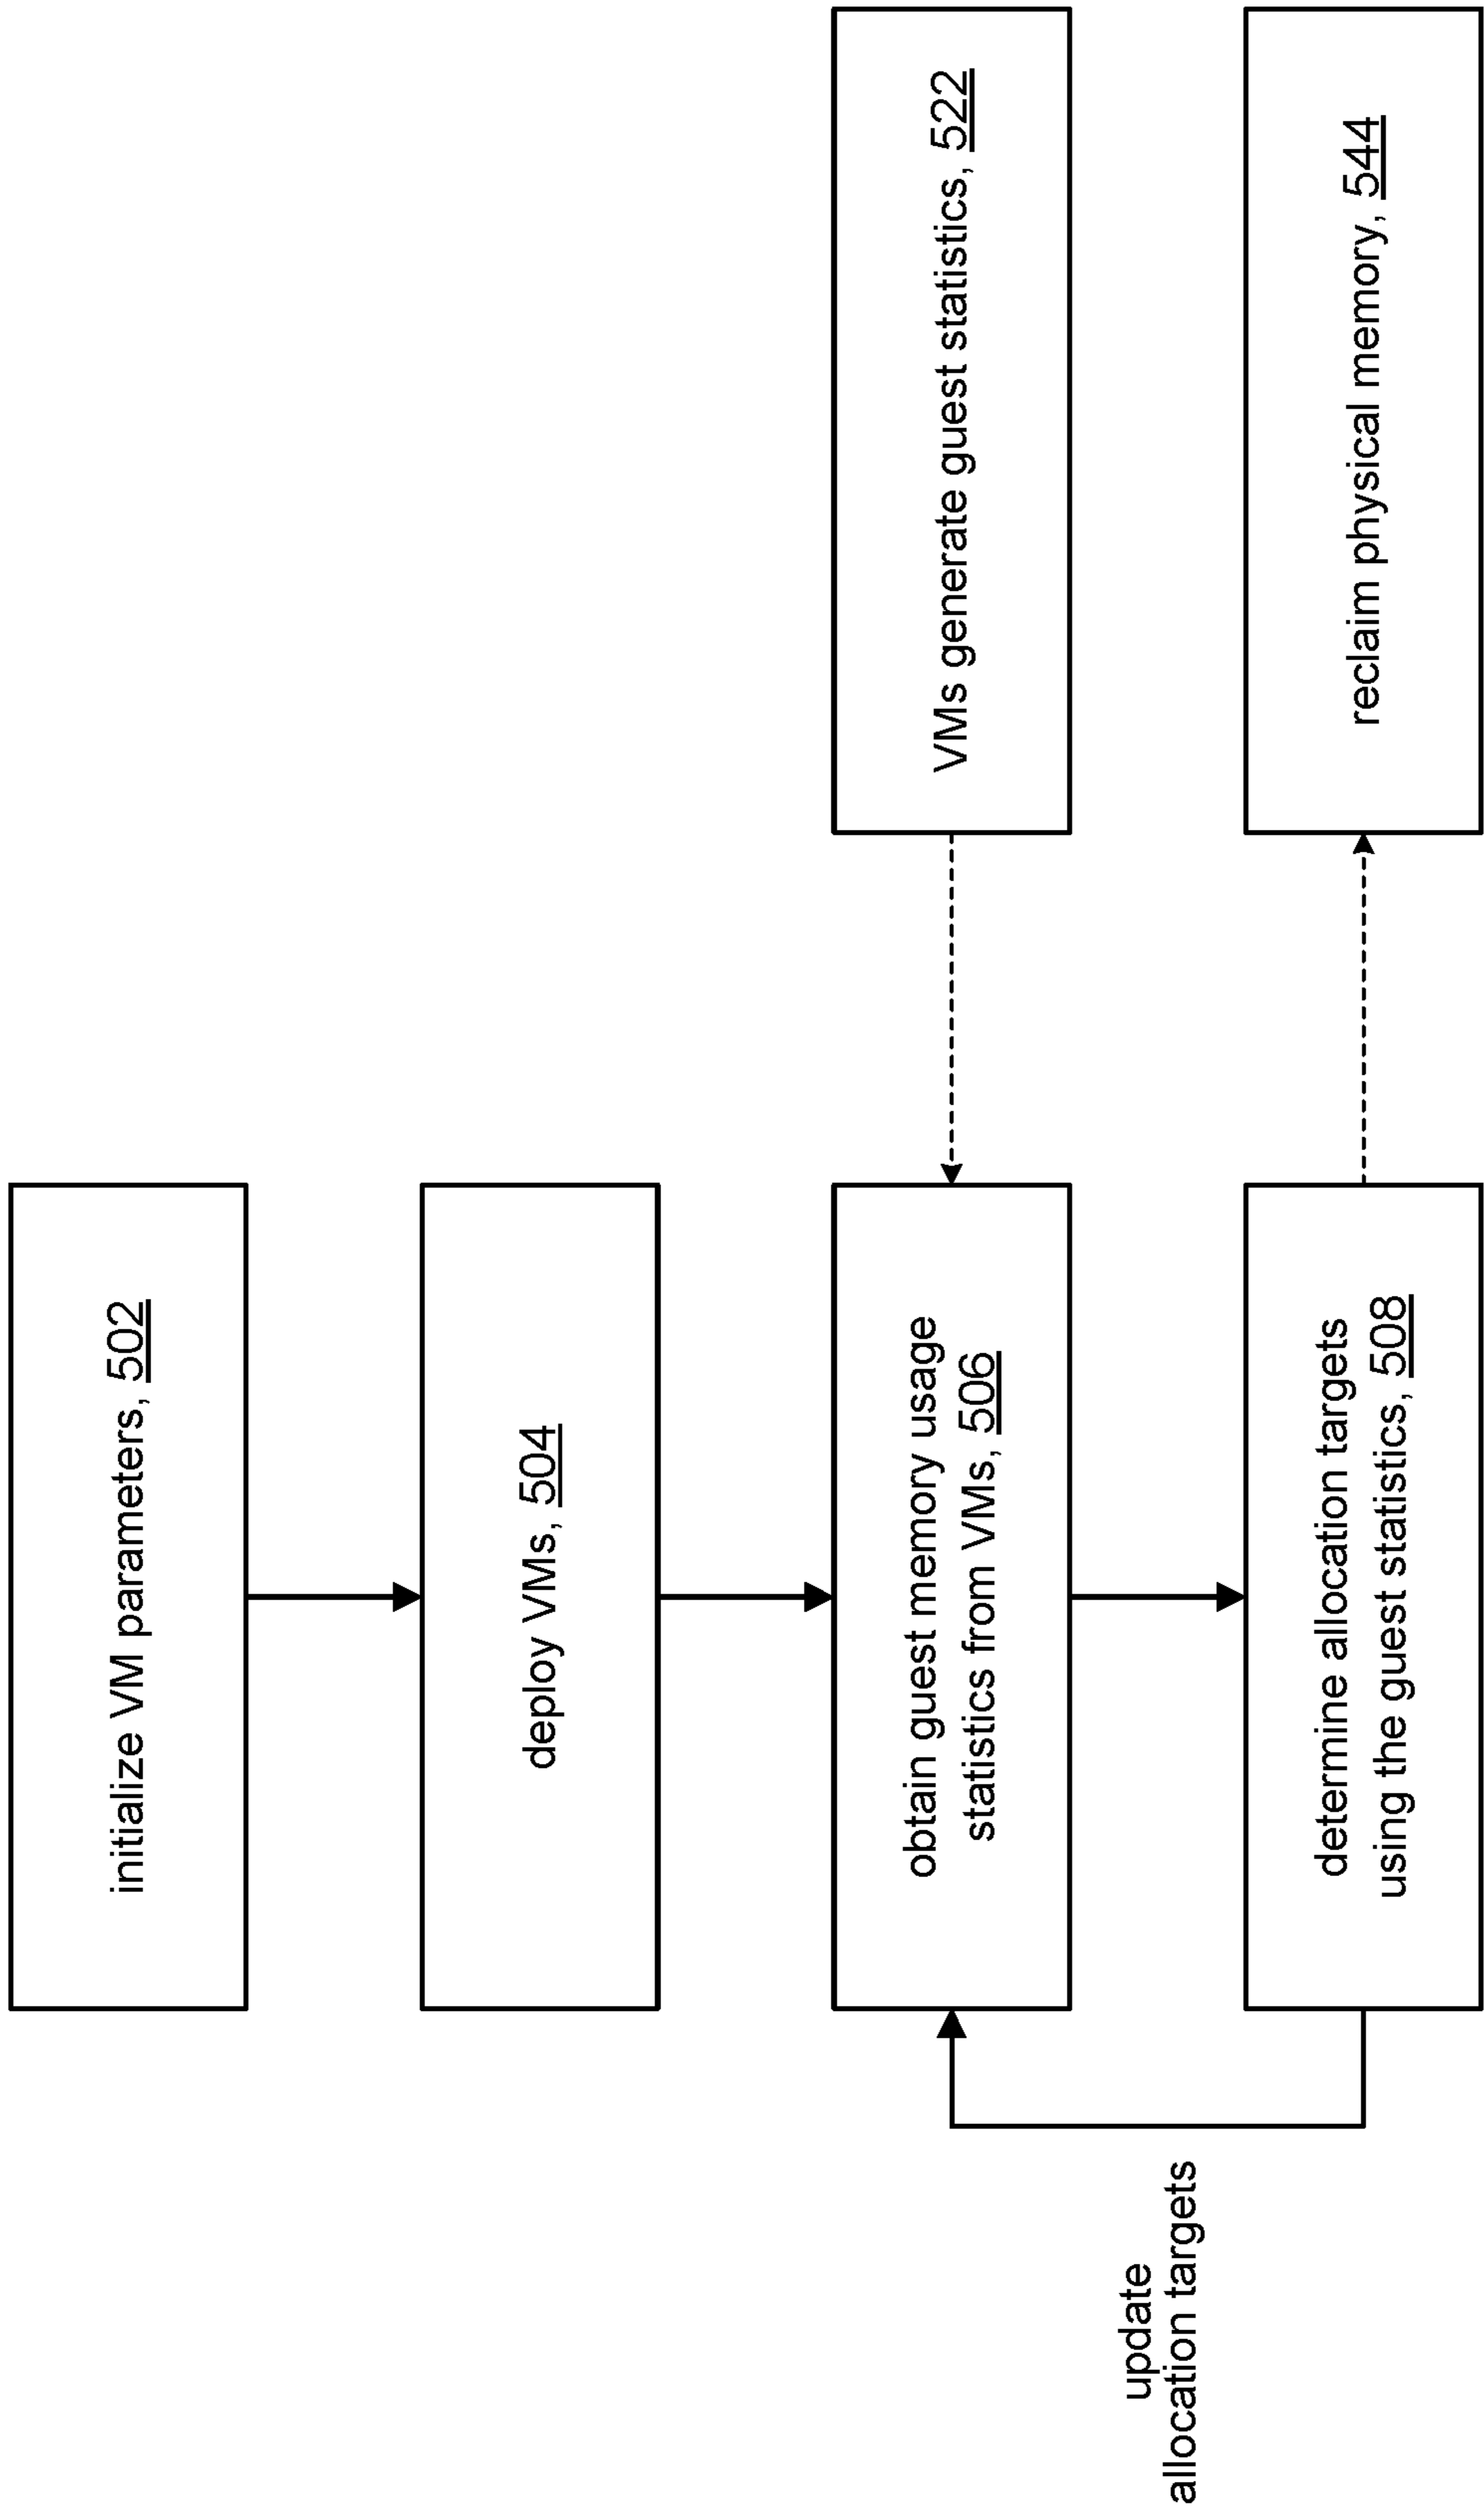 initialize VM parameters, 502
deploy VMs, 504
obtain guest memory usage
statistics from VMs, 506
VMs generate guest statistics, 522
update
allocation targets
determine allocation targets
using the guest statistics, 508
reclaim physical memory, 544